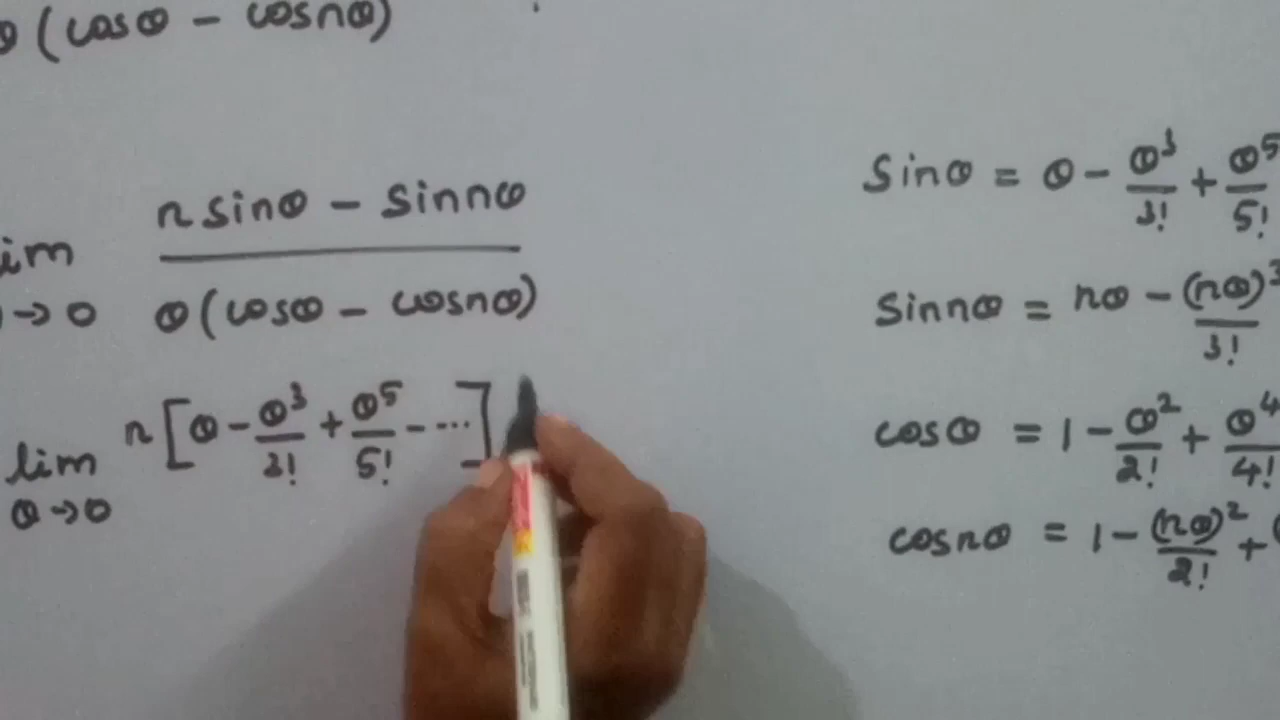 θ (cosθ - cosnθ)
n sinθ - sinnθ
lim
θ→0
θ(cosθ - cosnθ)
n[θ - θ³/3! + θ⁵/5! - ...]
lim
θ→0
sinθ = θ - θ³/3! + θ⁵/5!
sinnθ = nθ - (nθ)³/3!
cosθ = 1 - θ²/2! + θ⁴/4!
cosnθ = 1 - (nθ)²/2! + (